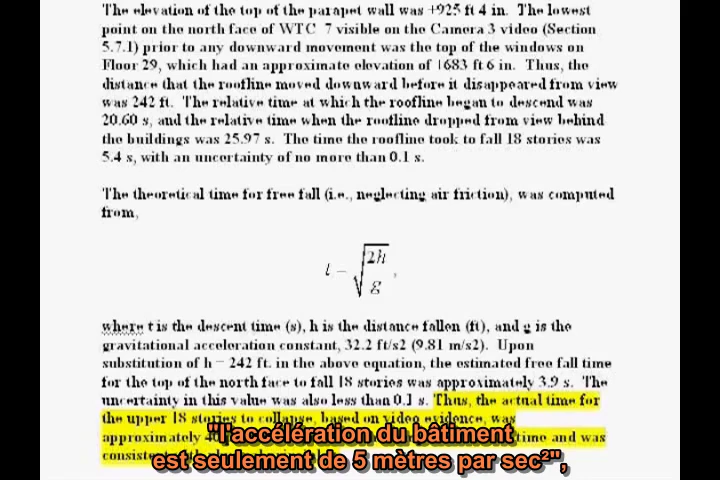 The elevation of the top of the parapet wall was +925 ft 4 in. The lowest
point on the north face of WTC 7 visible on the Camera 3 video (Section
5.7.1) prior to any downward movement was the top of the windows on
Floor 29, which had an approximate elevation of +683 ft 6 in. Thus, the
distance that the roofline moved downward before it disappeared from view
was 242 ft. The relative time at which the roofline began to descend was
20.60 s, and the relative time when the roofline dropped from view behind
the buildings was 25.97 s. The time the roofline took to fall 18 stories was
5.4 s, with an uncertainty of no more than 0.1 s.
The theoretical time for free fall (i.e., neglecting air friction), was computed
from,
t = √2h/g,
where t is the descent time (s), h is the distance fallen (ft), and g is the
gravitational acceleration constant, 32.2 ft/s2 (9.81 m/s2). Upon
substitution of h = 242 ft. in the above equation, the estimated free fall time
for the top of the north face to fall 18 stories was approximately 3.9 s. The
uncertainty in this value was also less than 0.1 s. Thus, the actual time for
the upper 18 stories to collapse, based on video evidence, was
approximately time and was
consistent
"l'accélération du bâtiment
est seulement de 5 mètres par sec²",